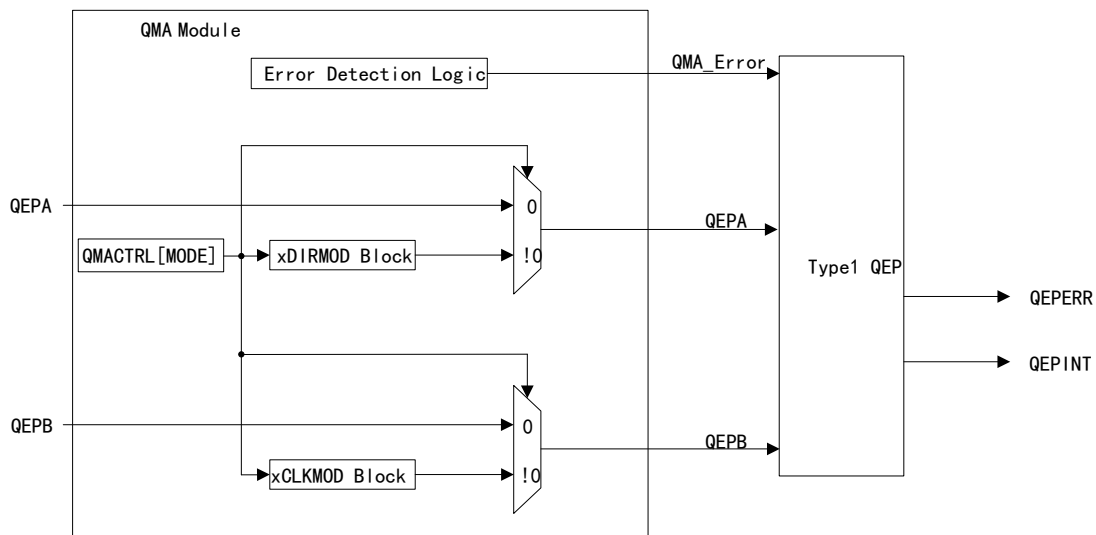 QMA Module
Error Detection Logic
QMA_Error
QEPA
0
QEPA
QMACTRL[MODE]
xDIRMOD Block
!0
Type1 QEP
QEPERR
QEPINT
QEPB
0
QEPB
xCLKMOD Block
!0